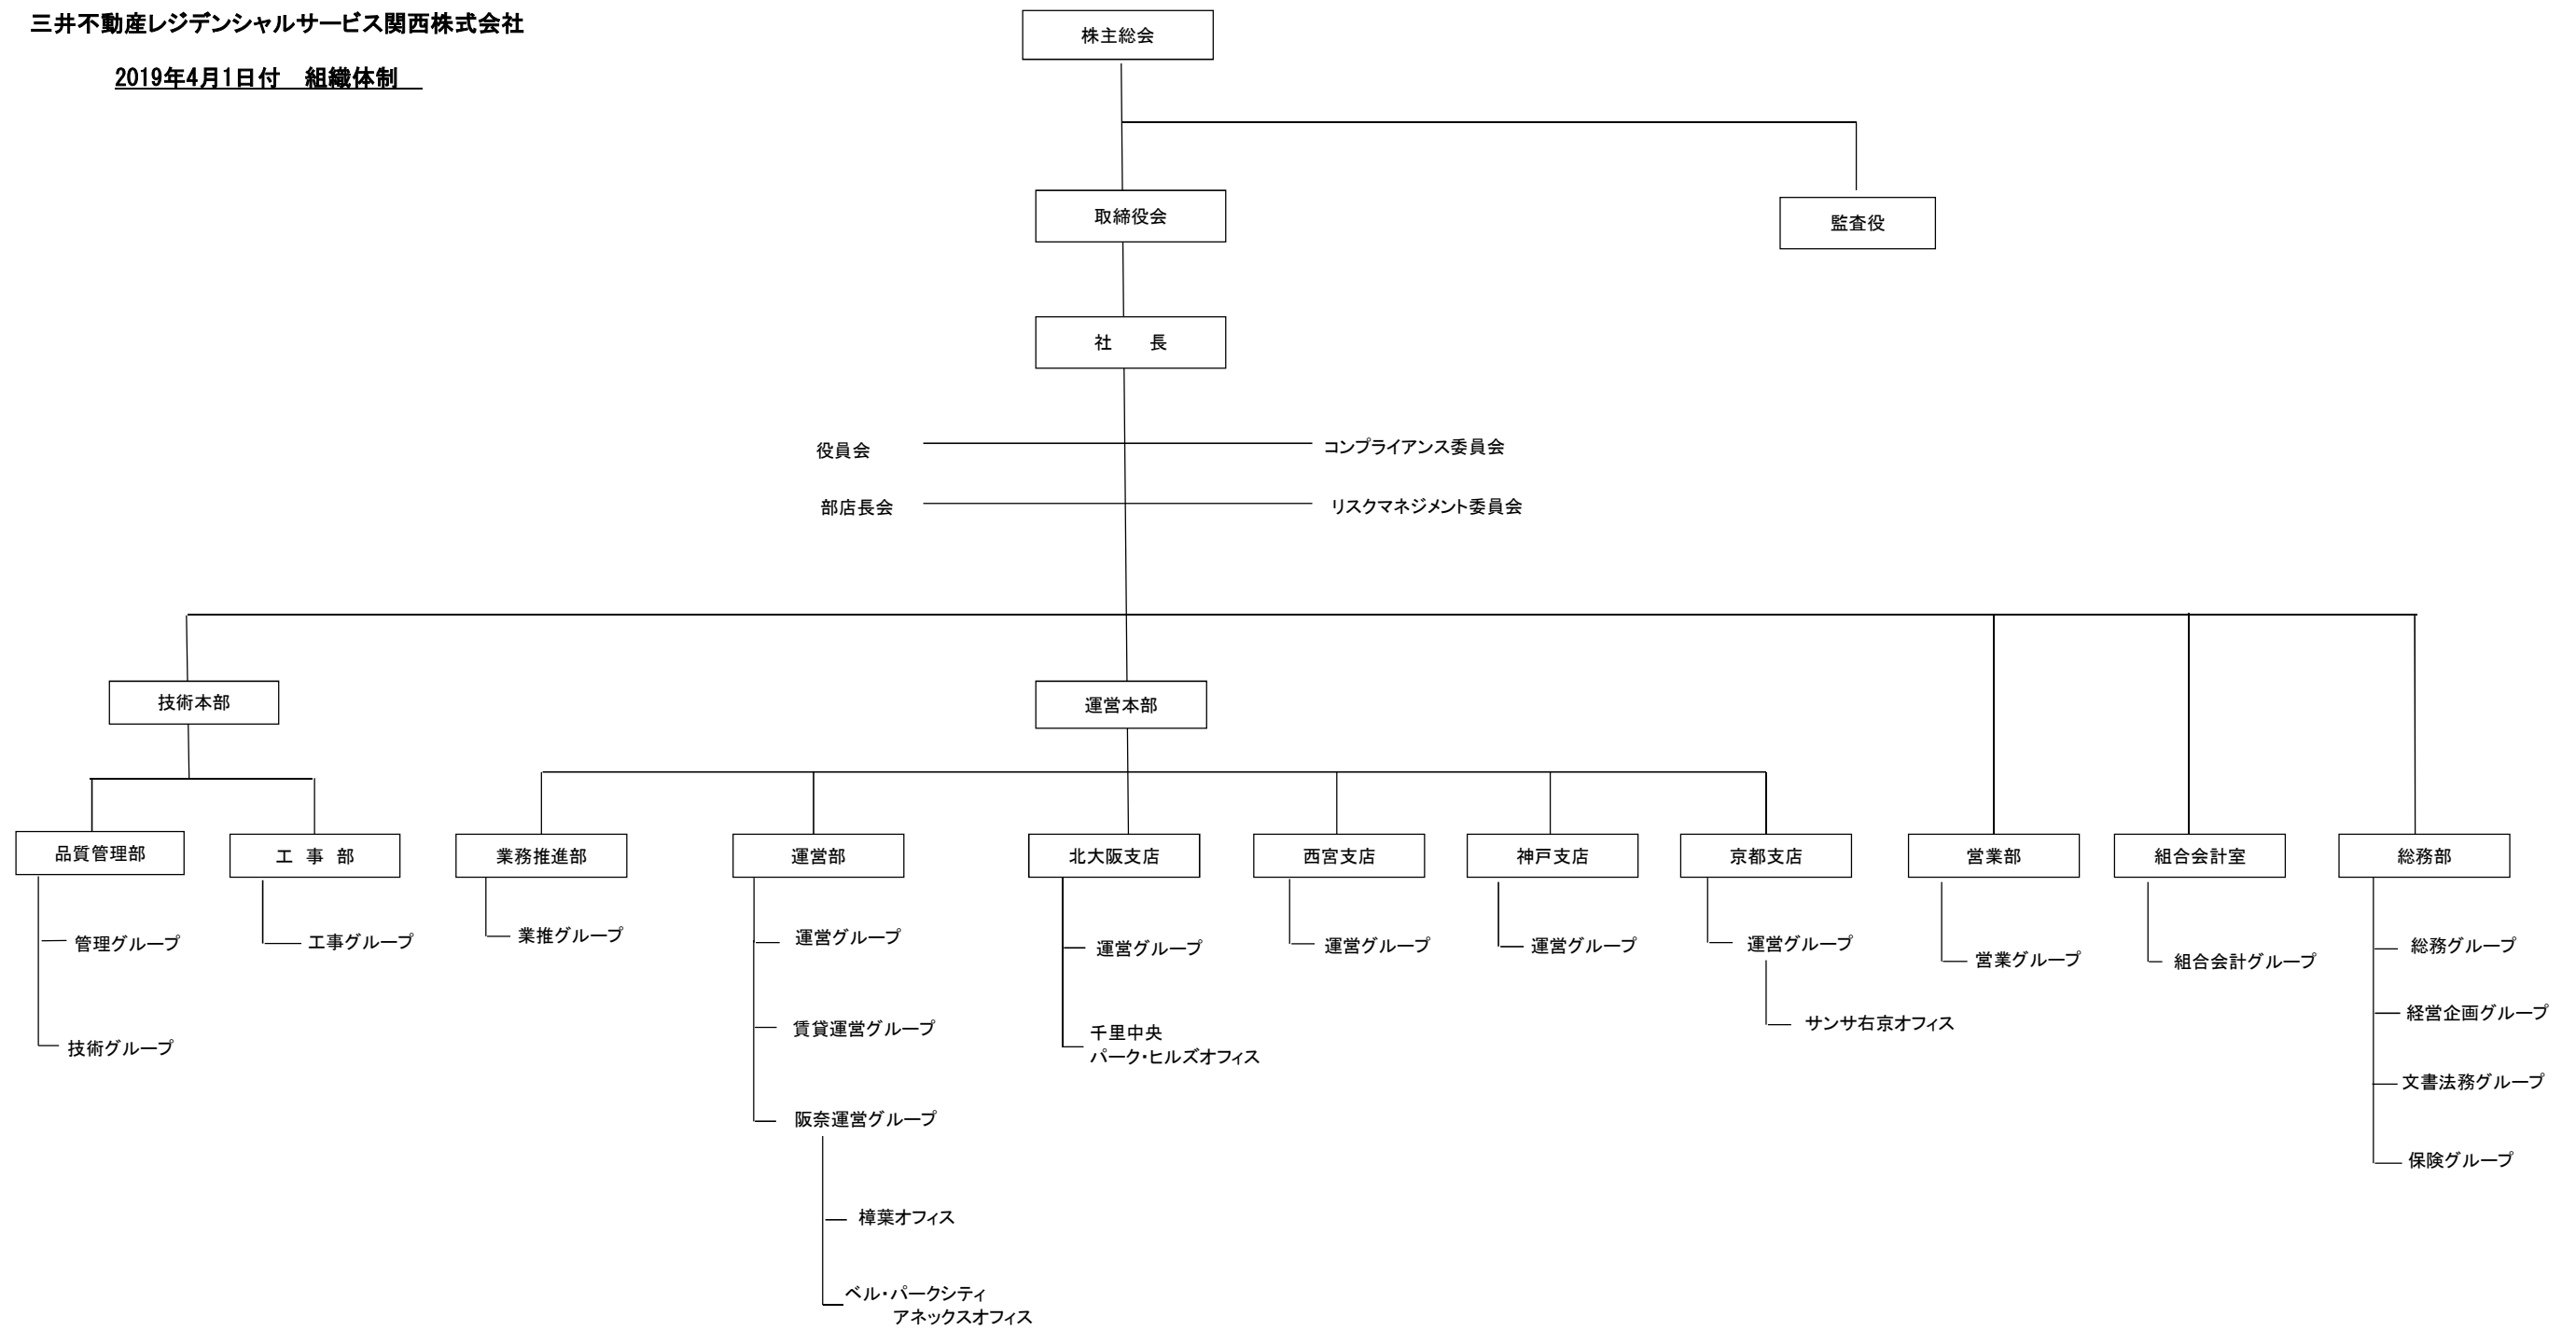 三井不動産レジデンシャルサービス関西株式会社
2019年4月1日付　組織体制
株主総会
取締役会
監査役
社　長
役員会
コンプライアンス委員会
部店長会
リスクマネジメント委員会
技術本部
運営本部
品質管理部
工 事 部
業務推進部
運営部
北大阪支店
西宮支店
神戸支店
京都支店
営業部
組合会計室
総務部
管理グループ
技術グループ
工事グループ
業推グループ
運営グループ
賃貸運営グループ
阪奈運営グループ
樟葉オフィス
ベル・パークシティ
アネックスオフィス
運営グループ
千里中央
パーク・ヒルズオフィス
運営グループ
運営グループ
運営グループ
サンサ右京オフィス
営業グループ
組合会計グループ
総務グループ
経営企画グループ
文書法務グループ
保険グループ